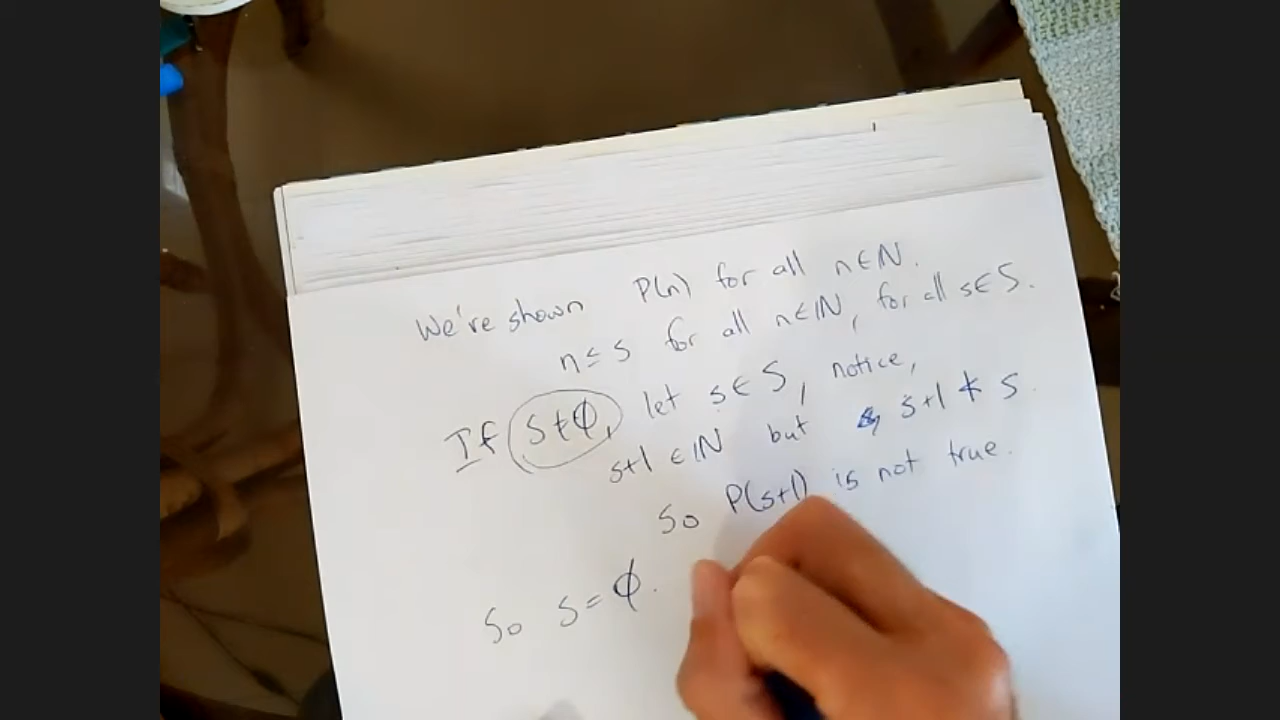 We're shown P(n) for all n∈ℕ.
n ≤ s for all n∈ℕ, for all s∈S.
If S≠∅, let s∈S, notice,
s+1 ∈ℕ but s+1 ≰ s.
So P(s+1) is not true.
So S = ∅.